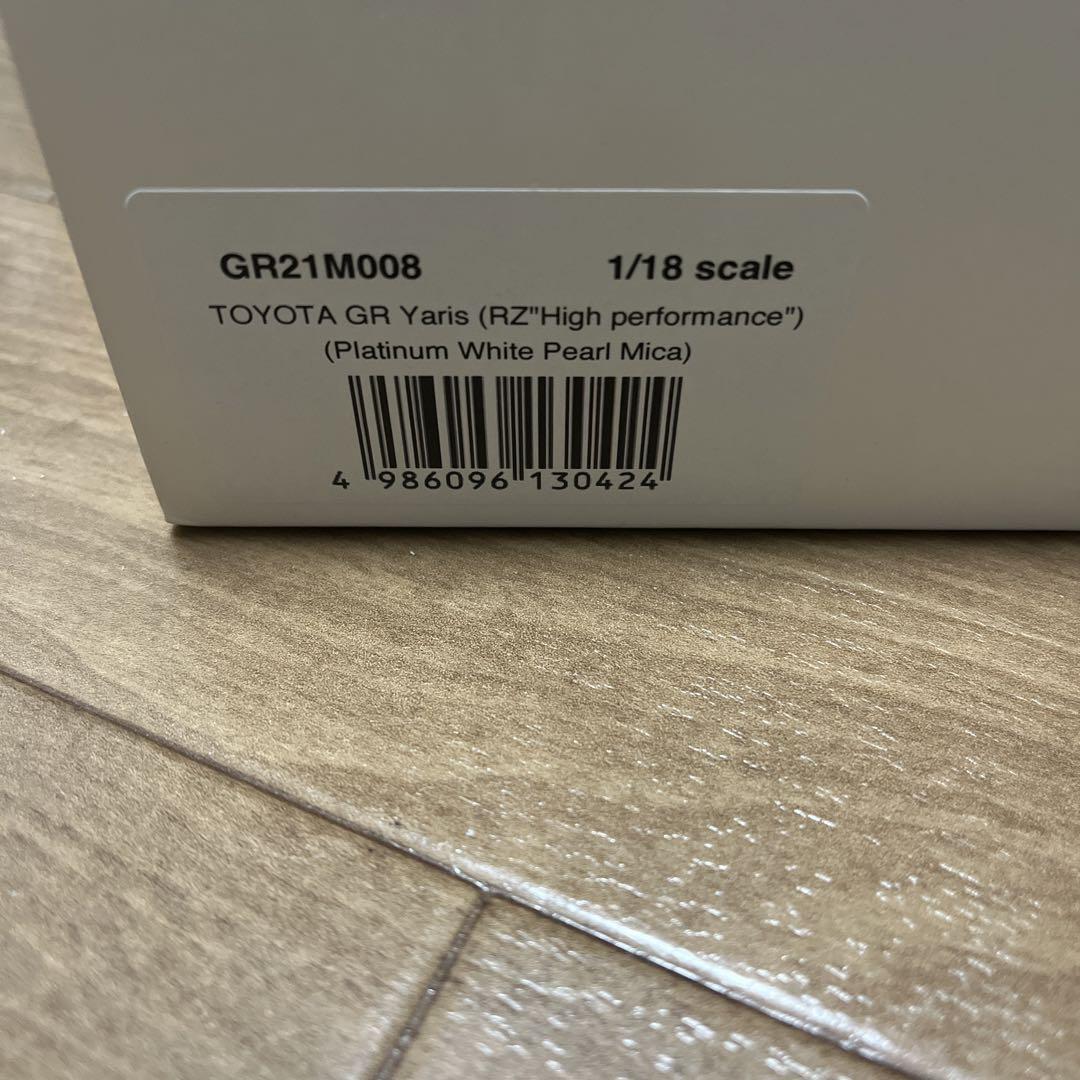 GR21M008 1/18 scale
TOYOTA GR Yaris (RZ"High performance")
(Platinum White Pearl Mica)
4 986096 130424